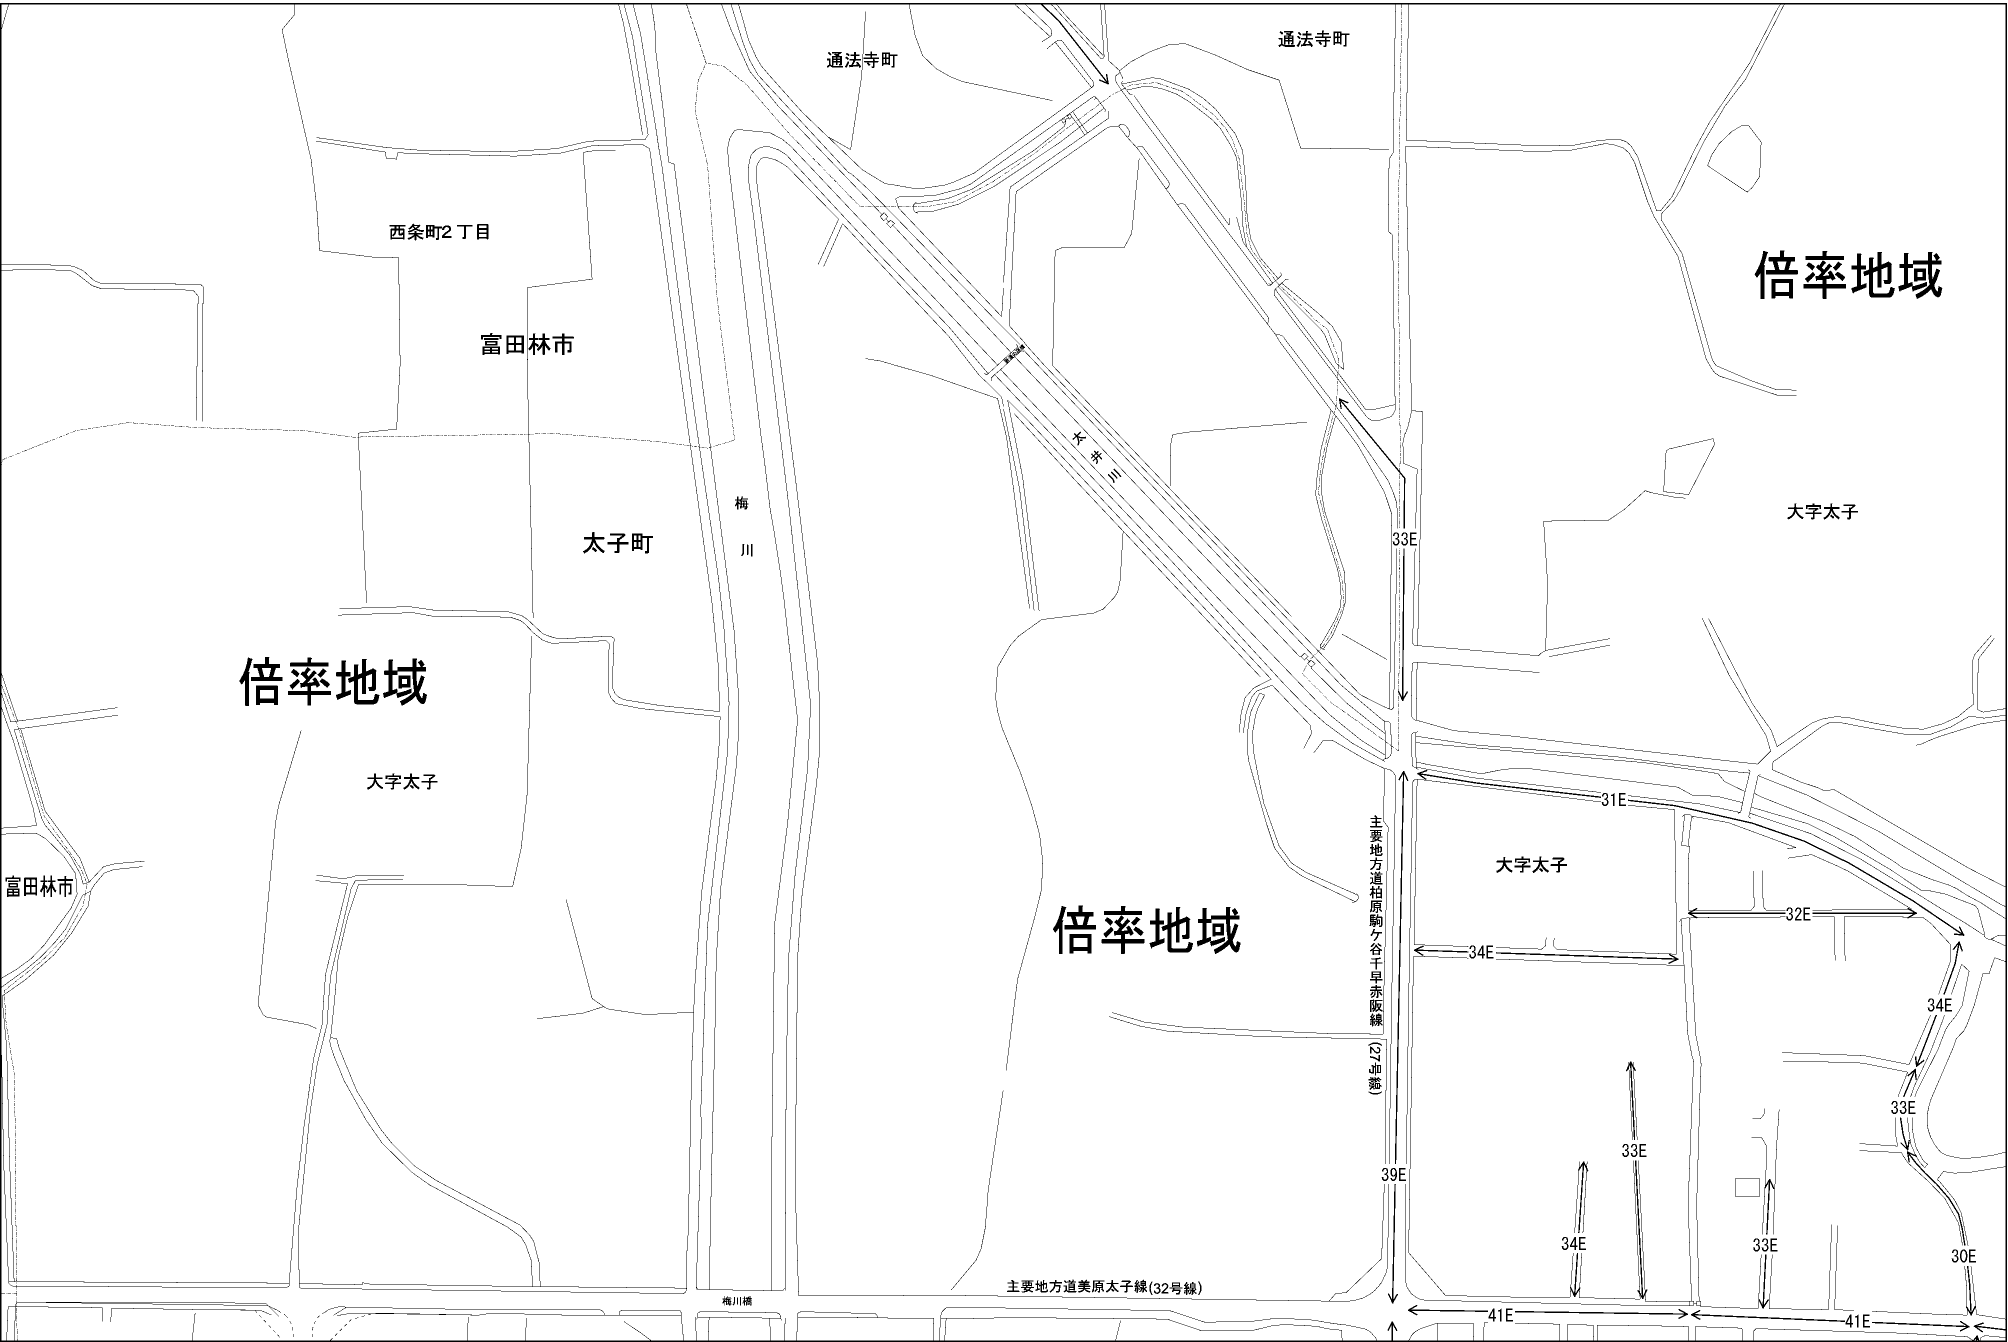 通法寺町
通法寺町
西条町2丁目
倍率地域
富田林市
太井川
梅川
大字太子
33E
太子町
倍率地域
大字太子
31E
主要地方道柏原駒ケ谷千早赤阪線 (27号線)
大字太子
富田林市
32E
倍率地域
34E
34E
33E
33E
39E
34E
33E
30E
主要地方道美原太子線(32号線)
梅川橋
41E
41E